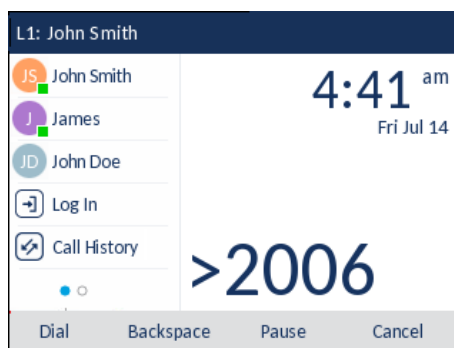 L1: John Smith
JS John Smith
J James
JD John Doe
Log In
Call History
4:41 am
Fri Jul 14
>2006
Dial Backspace Pause Cancel